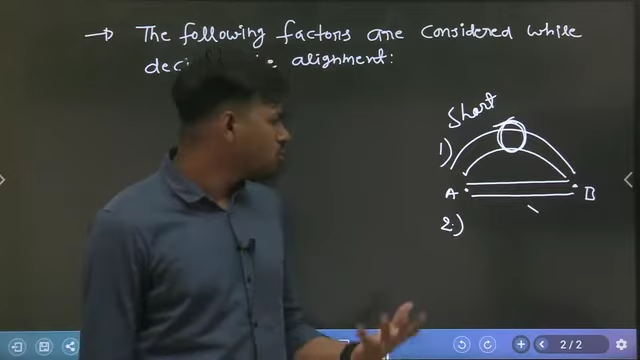 → The following factors are considered while
alignment:
Short
1)
A
B
2.)
2/2